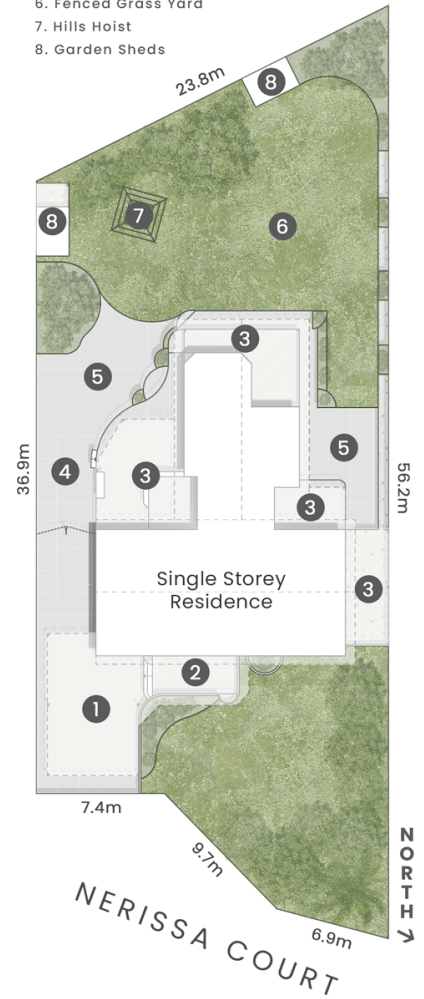 6. Fenced Grass Yard
7. Hills Hoist
8. Garden Sheds
23.8m
8
8
7
6
3
5
5
36.9m
4
3
3
56.2m
Single Storey
Residence
3
2
1
7.4m
9.7m
6.9m
NORTH
NERISSA COURT